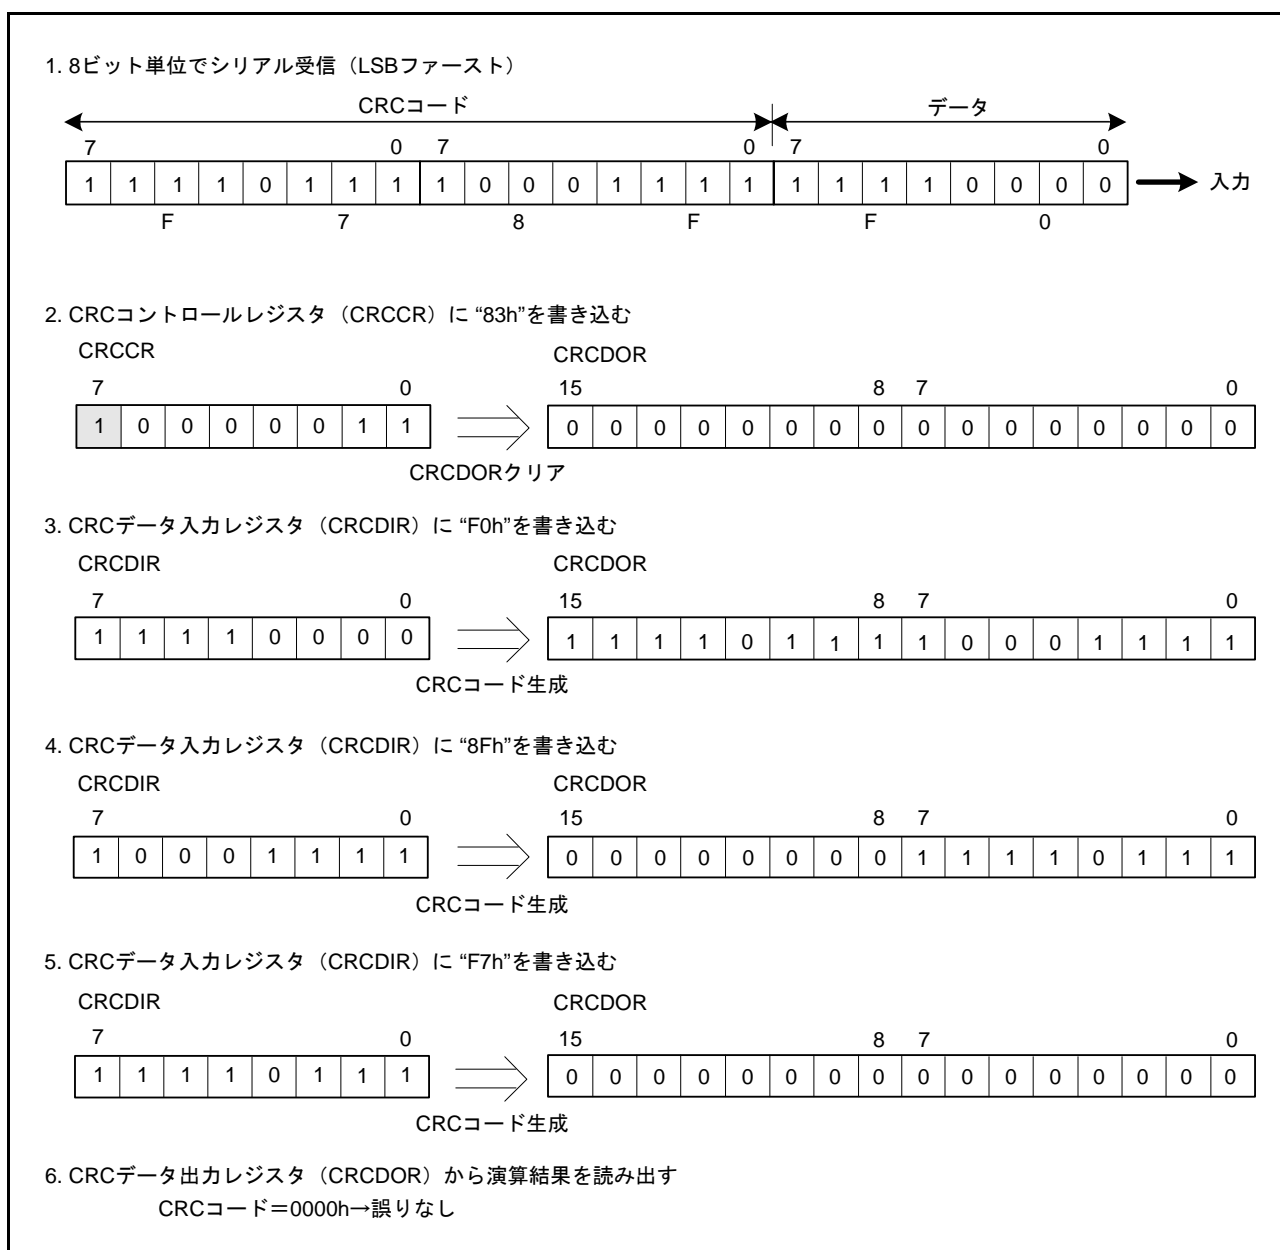 1. 8ビット単位でシリアル受信（LSBファースト）
CRCコード データ
7 0 7 0 7 0
1 1 1 1 0 1 1 1 1 0 0 0 1 1 1 1 1 1 1 1 0 0 0 0 入力
F 7 8 F F 0
2. CRCコントロールレジスタ（CRCCR）に “83h”を書き込む
CRCCR CRCDOR
7 0 15 8 7 0
1 0 0 0 0 0 1 1 0 0 0 0 0 0 0 0 0 0 0 0 0 0 0 0
CRCDORクリア
3. CRCデータ入力レジスタ（CRCDIR）に “F0h”を書き込む
CRCDIR CRCDOR
7 0 15 8 7 0
1 1 1 1 0 0 0 0 1 1 1 1 0 1 1 1 1 0 0 0 1 1 1 1
CRCコード生成
4. CRCデータ入力レジスタ（CRCDIR）に “8Fh”を書き込む
CRCDIR CRCDOR
7 0 15 8 7 0
1 0 0 0 1 1 1 1 0 0 0 0 0 0 0 0 1 1 1 1 0 1 1 1
CRCコード生成
5. CRCデータ入力レジスタ（CRCDIR）に “F7h”を書き込む
CRCDIR CRCDOR
7 0 15 8 7 0
1 1 1 1 0 1 1 1 0 0 0 0 0 0 0 0 0 0 0 0 0 0 0 0
CRCコード生成
6. CRCデータ出力レジスタ（CRCDOR）から演算結果を読み出す
CRCコード＝0000h→誤りなし